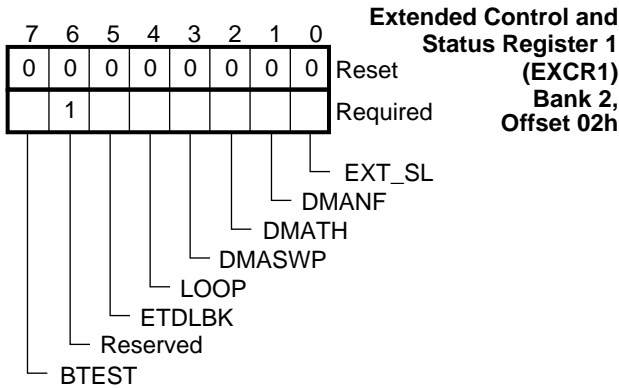 Extended Control and
Status Register 1
(EXCR1)
Bank 2,
Offset 02h
7 6 5 4 3 2 1 0
0 0 0 0 0 0 0 0 Reset
1 Required
EXT_SL
DMANF
DMATH
DMASWP
LOOP
ETDLBK
Reserved
BTEST